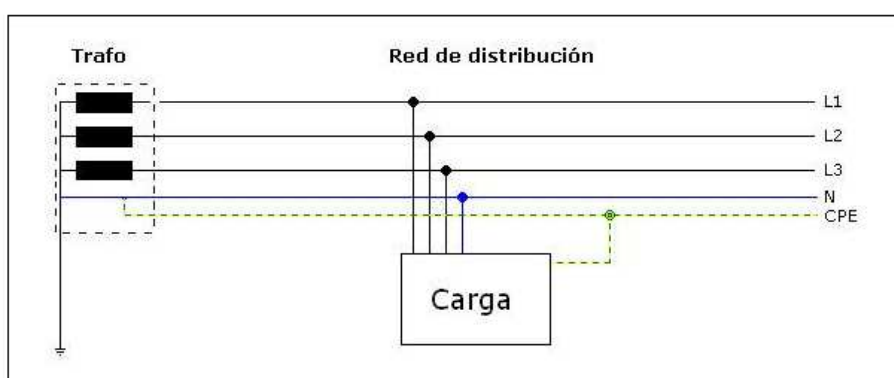 Trafo
Red de distribución
L1
L2
L3
N
CPE
Carga